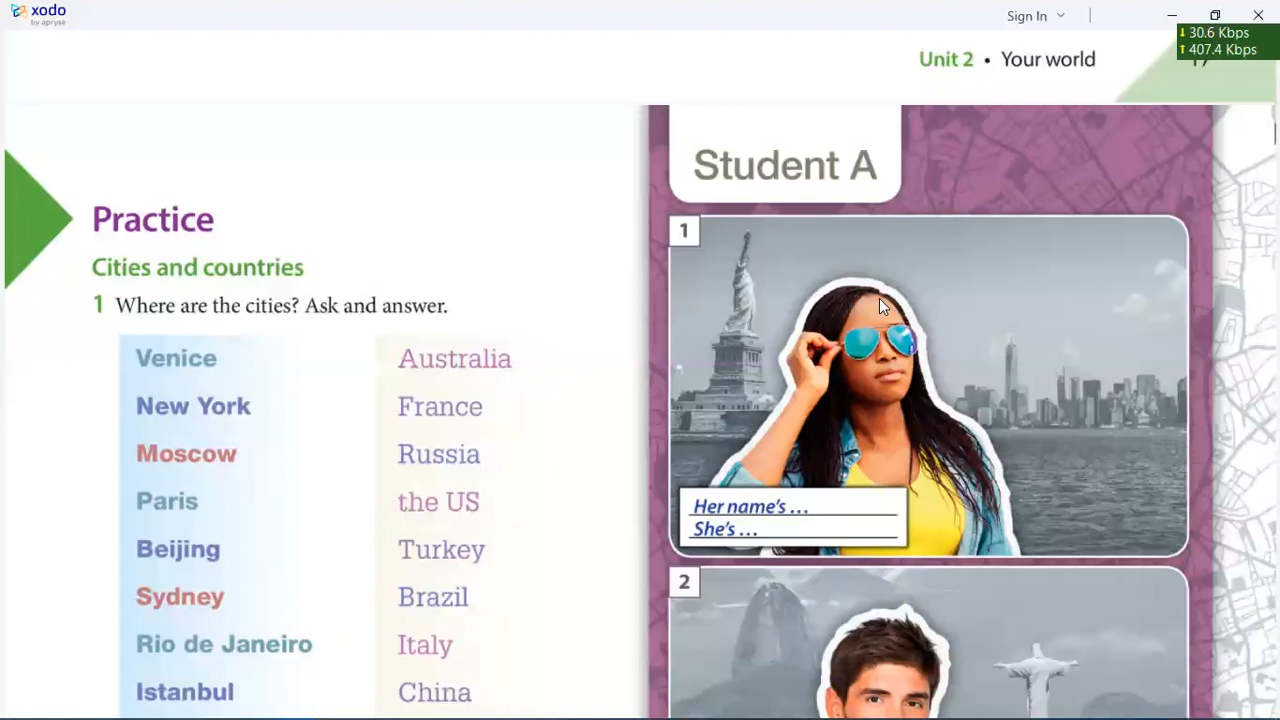 xodo
by apryse
Sign In
30.6 Kbps
407.4 Kbps
Unit 2 • Your world
Practice
Cities and countries
1 Where are the cities? Ask and answer.
Venice
New York
Moscow
Paris
Beijing
Sydney
Rio de Janeiro
Istanbul
Australia
France
Russia
the US
Turkey
Brazil
Italy
China
Student A
1
Her name's ...
She's ...
2